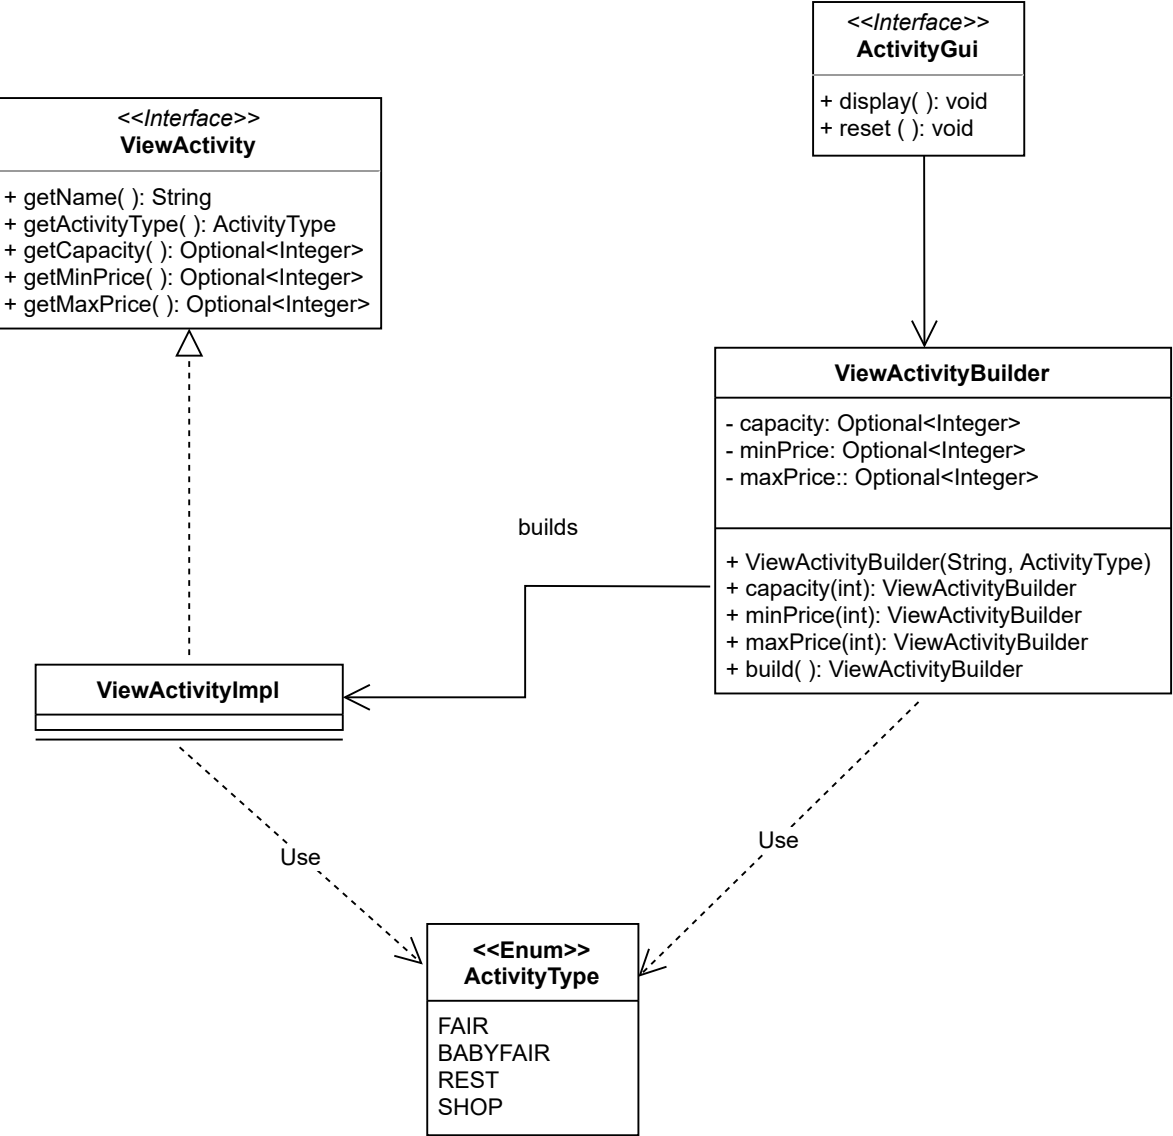 <<Interface>>
ActivityGui
+ display( ): void
+ reset ( ): void
<<Interface>>
ViewActivity
+ getName( ): String
+ getActivityType( ): ActivityType
+ getCapacity( ): Optional<Integer>
+ getMinPrice( ): Optional<Integer>
+ getMaxPrice( ): Optional<Integer>
ViewActivityBuilder
- capacity: Optional<Integer>
- minPrice: Optional<Integer>
- maxPrice:: Optional<Integer>
+ ViewActivityBuilder(String, ActivityType)
+ capacity(int): ViewActivityBuilder
+ minPrice(int): ViewActivityBuilder
+ maxPrice(int): ViewActivityBuilder
+ build( ): ViewActivityBuilder
builds
ViewActivityImpl
Use
Use
<<Enum>>
ActivityType
FAIR
BABYFAIR
REST
SHOP